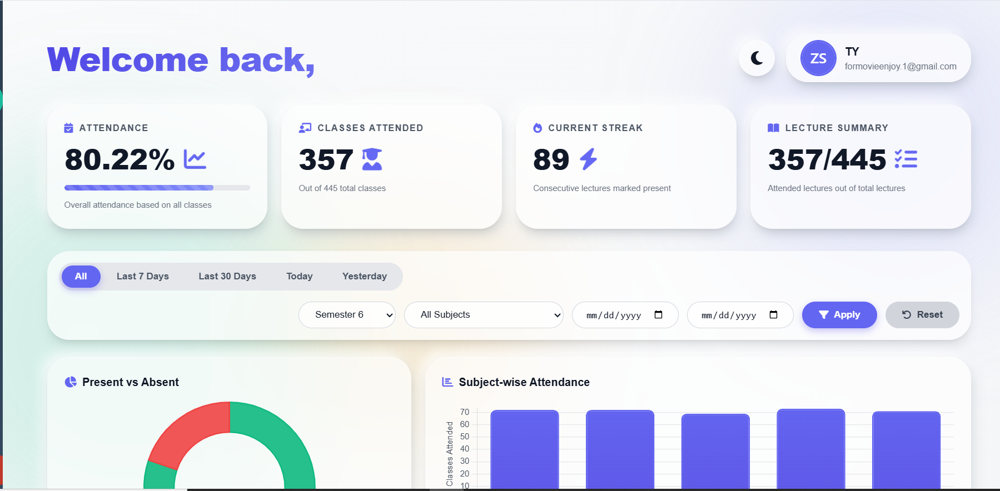 Welcome back,
ZS
TY
formovieenjoy.1@gmail.com
ATTENDANCE
80.22%
Overall attendance based on all classes
CLASSES ATTENDED
357
Out of 445 total classes
CURRENT STREAK
89
Consecutive lectures marked present
LECTURE SUMMARY
357/445
Attended lectures out of total lectures
All Last 7 Days Last 30 Days Today Yesterday
Semester 6 All Subjects mm/dd/yyyy mm/dd/yyyy Apply Reset
Present vs Absent
Subject-wise Attendance
Classes Attended
70
60
50
40
30
20
10